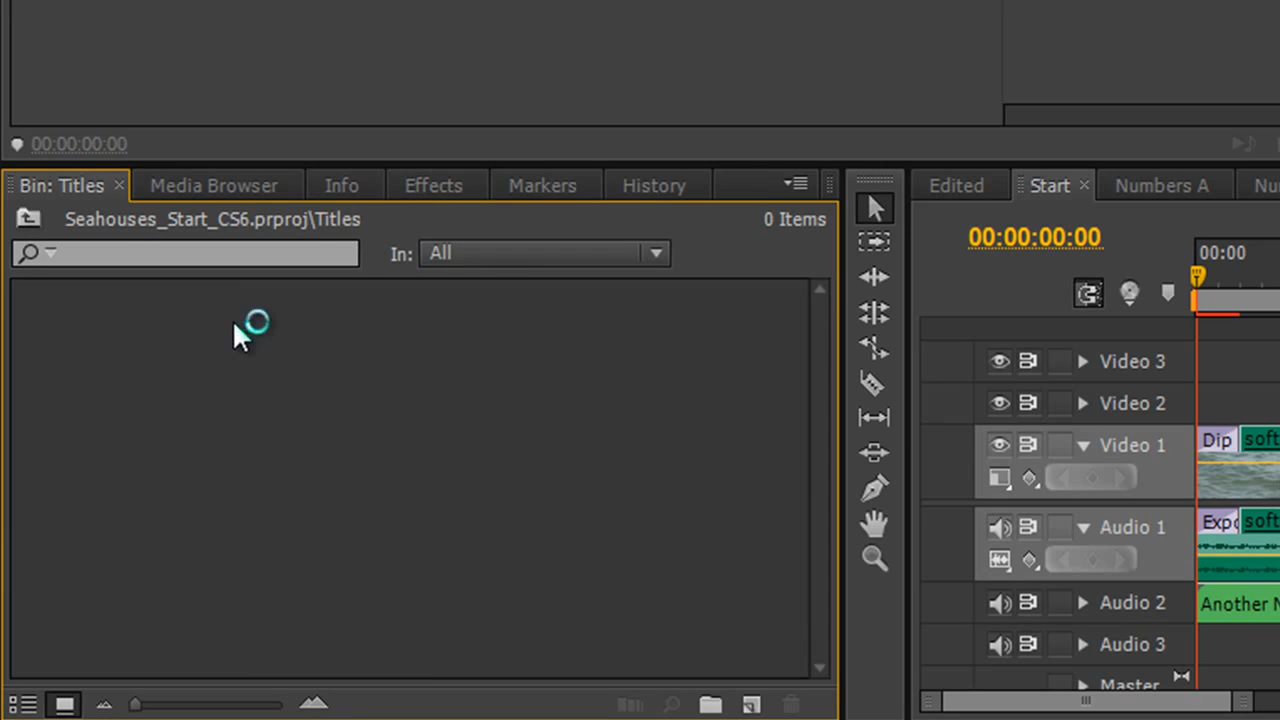 00:00:00:00
Bin: Titles
Media Browser
Info
Effects
Markers
History
Seahouses_Start_CS6.prproj\Titles
0 Items
In: All
Edited
Start
Numbers A
Nu
00:00:00:00
00:00
Video 3
Video 2
Video 1
Dip
soft
Audio 1
Expo
soft
Audio 2
Another N
Audio 3
Master